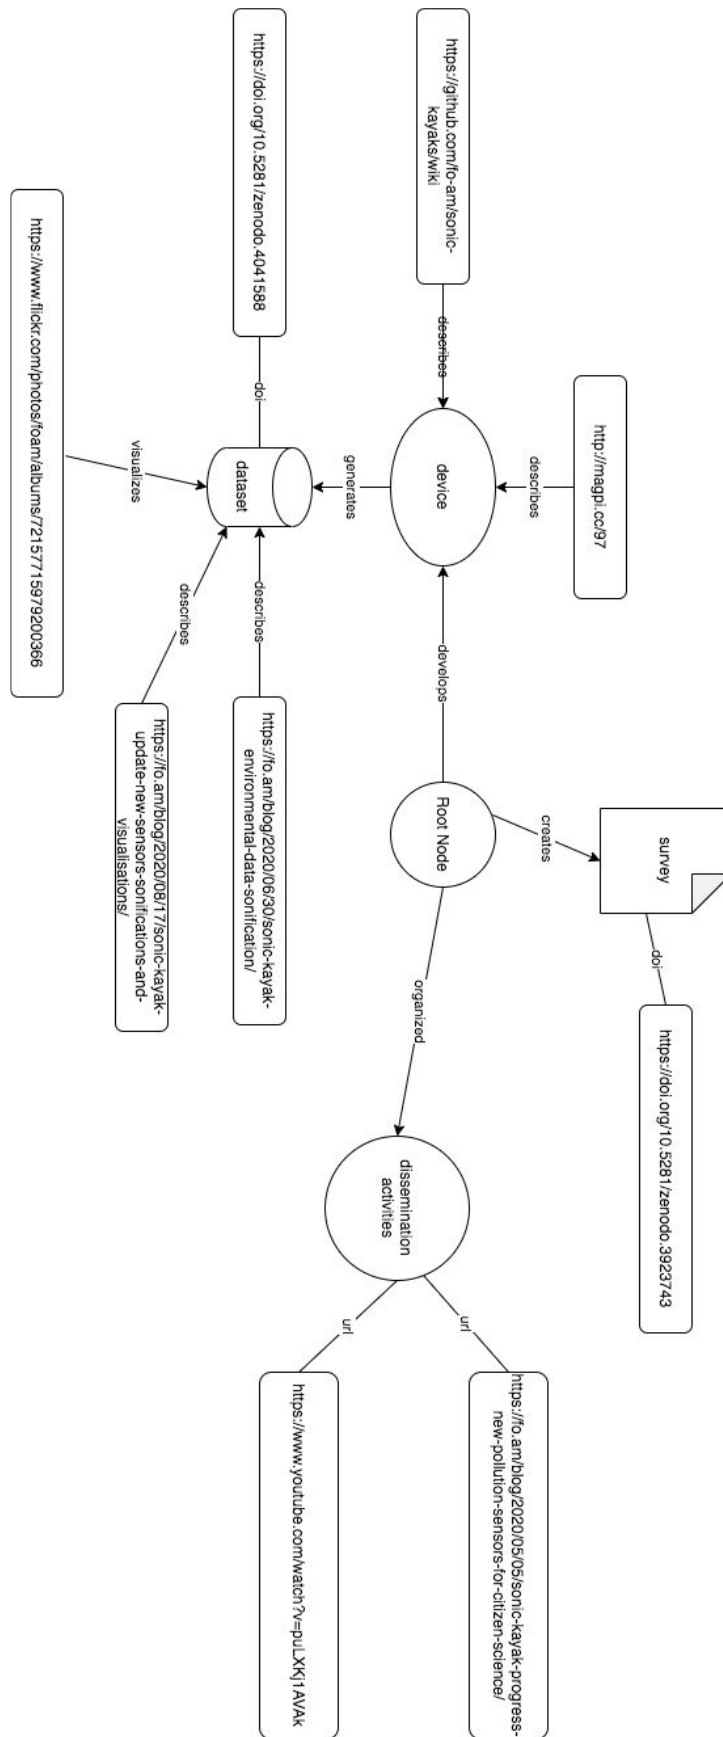 http://magpi.cc/97
describes
https://github.com/fo-am/sonic-
kayaks/wiki
describes
device
develops
Root Node
creates
survey
doi
https://doi.org/10.5281/zenodo.3923743
generates
https://doi.org/10.5281/zenodo.4041588
doi
dataset
describes
https://fo.am/blog/2020/06/30/sonic-kayak-
environmental-data-sonification/
visualizes
https://www.flickr.com/photos/foam/albums/72157715979200366
describes
https://fo.am/blog/2020/08/17/sonic-kayak-
update-new-sensors-sonifications-and-
visualisations/
organized
dissemination
activities
url
https://fo.am/blog/2020/05/05/sonic-kayak-progress-
new-pollution-sensors-for-citizen-science/
url
https://www.youtube.com/watch?v=puLXKj1AVAk